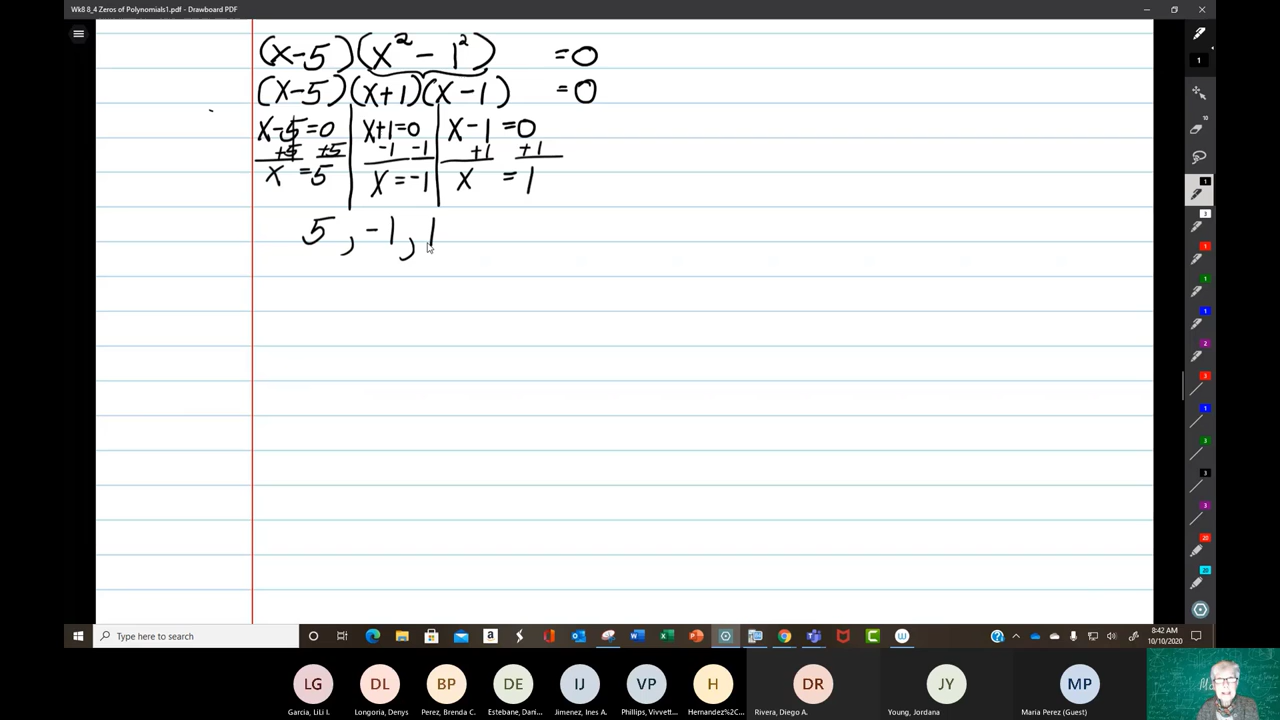 Wk8 8_4 Zeros of Polynomials1.pdf - Drawboard PDF
(x-5)(x²-1²) =0
(x-5)(x+1)(x-1) =0
x-5=0 x+1=0 x-1=0
+5 +5 -1 -1 +1 +1
x=5 x=-1 x=1
5, -1, 1
Type here to search
8:42 AM
10/10/2020
LG DL BP DE IJ VP H DR JY MP
Garcia, LiLi I. Longoria, Denys Perez, Brenda C. Estebane, Dani... Jimenez, Ines A. Phillips, Vivvett... Hernandez%2C... Rivera, Diego A. Young, Jordana Maria Perez (Guest)